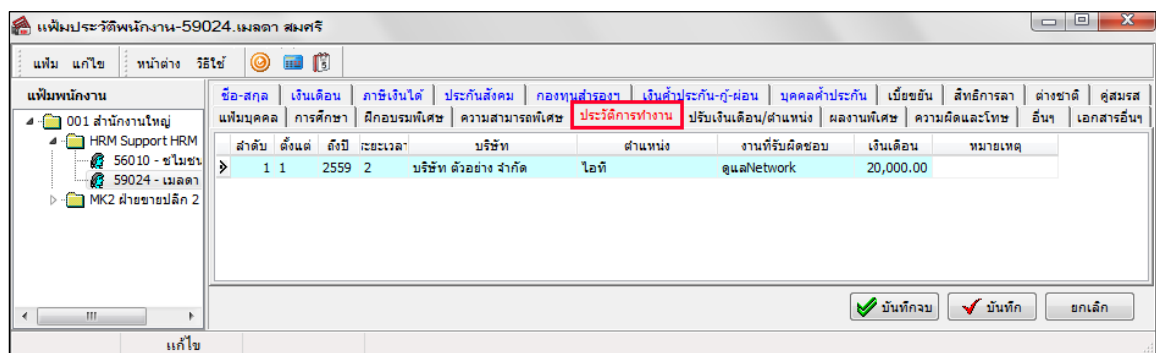 แฟ้มประวัติพนักงาน-59024.เมลดา สมศรี
แฟ้ม แก้ไข หน้าต่าง วิธีใช้
แฟ้มพนักงาน
001 สำนักงานใหญ่
HRM Support HRM
56010 - ชไมชน
59024 - เมลดา
MK2 ฝ่ายขายปลีก 2
ชื่อ-สกุล เงินเดือน ภาษีเงินได้ ประกันสังคม กองทุนสำรองฯ เงินค้ำประกัน-กู้-ผ่อน บุคคลค้ำประกัน เบี้ยขยัน สิทธิการลา ต่างชาติ คู่สมรส
แฟ้มบุคคล การศึกษา ฝึกอบรมพิเศษ ความสามารถพิเศษ ประวัติการทำงาน ปรับเงินเดือน/ตำแหน่ง ผลงานพิเศษ ความผิดและโทษ อื่นๆ เอกสารอื่นๆ
ลำดับ ตั้งแต่ ถึงปี ระยะเวลา บริษัท ตำแหน่ง งานที่รับผิดชอบ เงินเดือน หมายเหตุ
1 1 2559 2 บริษัท ตัวอย่าง จำกัด ไอที ดูแลNetwork 20,000.00
บันทึกจบ บันทึก ยกเลิก
แก้ไข